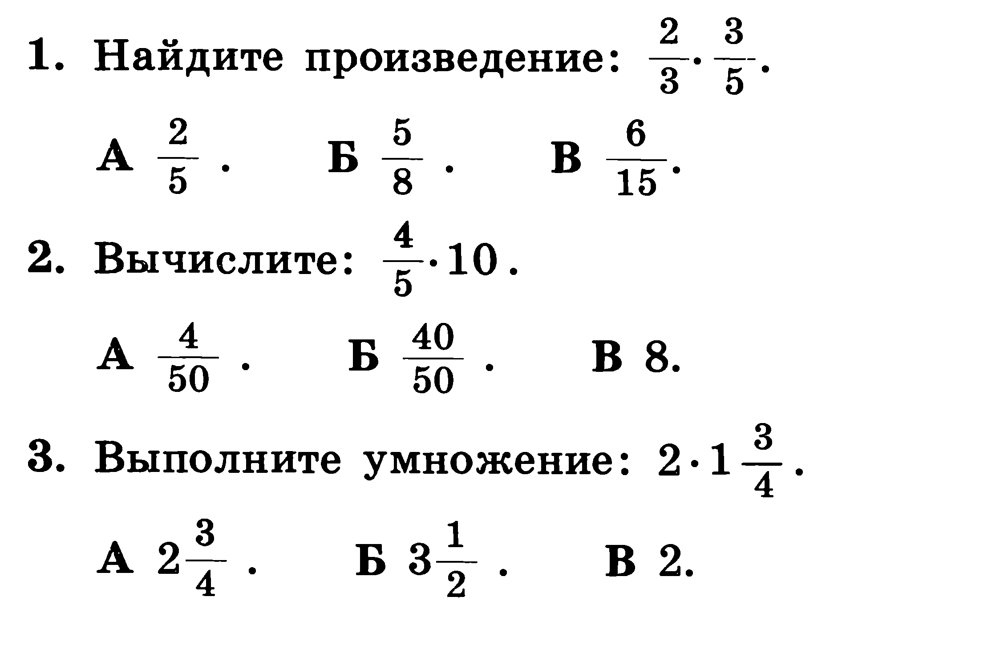 1. Найдите произведение: 2/3 · 3/5.
А 2/5 . Б 5/8 . В 6/15.
2. Вычислите: 4/5 · 10 .
А 4/50 . Б 40/50 . В 8.
3. Выполните умножение: 2 · 1 3/4 .
А 2 3/4 . Б 3 1/2 . В 2.